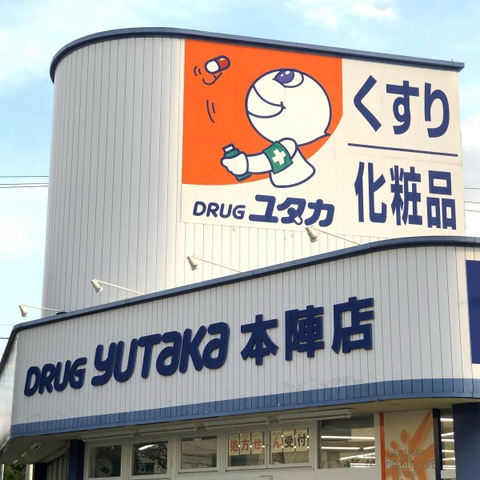 くすり
化粧品
DRUG ユタカ
DRUG YUTAKA 本陣店
処方せん受付
healthcare